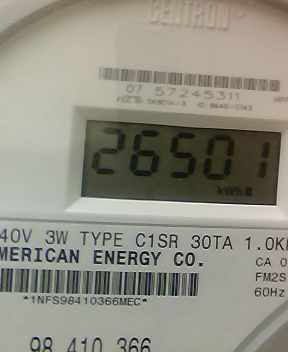 CENTRON
07 57245311
26501
kWh
40V 3W TYPE C1SR 30TA 1.0K
MERICAN ENERGY CO.
CA 0
FM2S
60Hz
*1NFS98410366MEC*
98 410 366